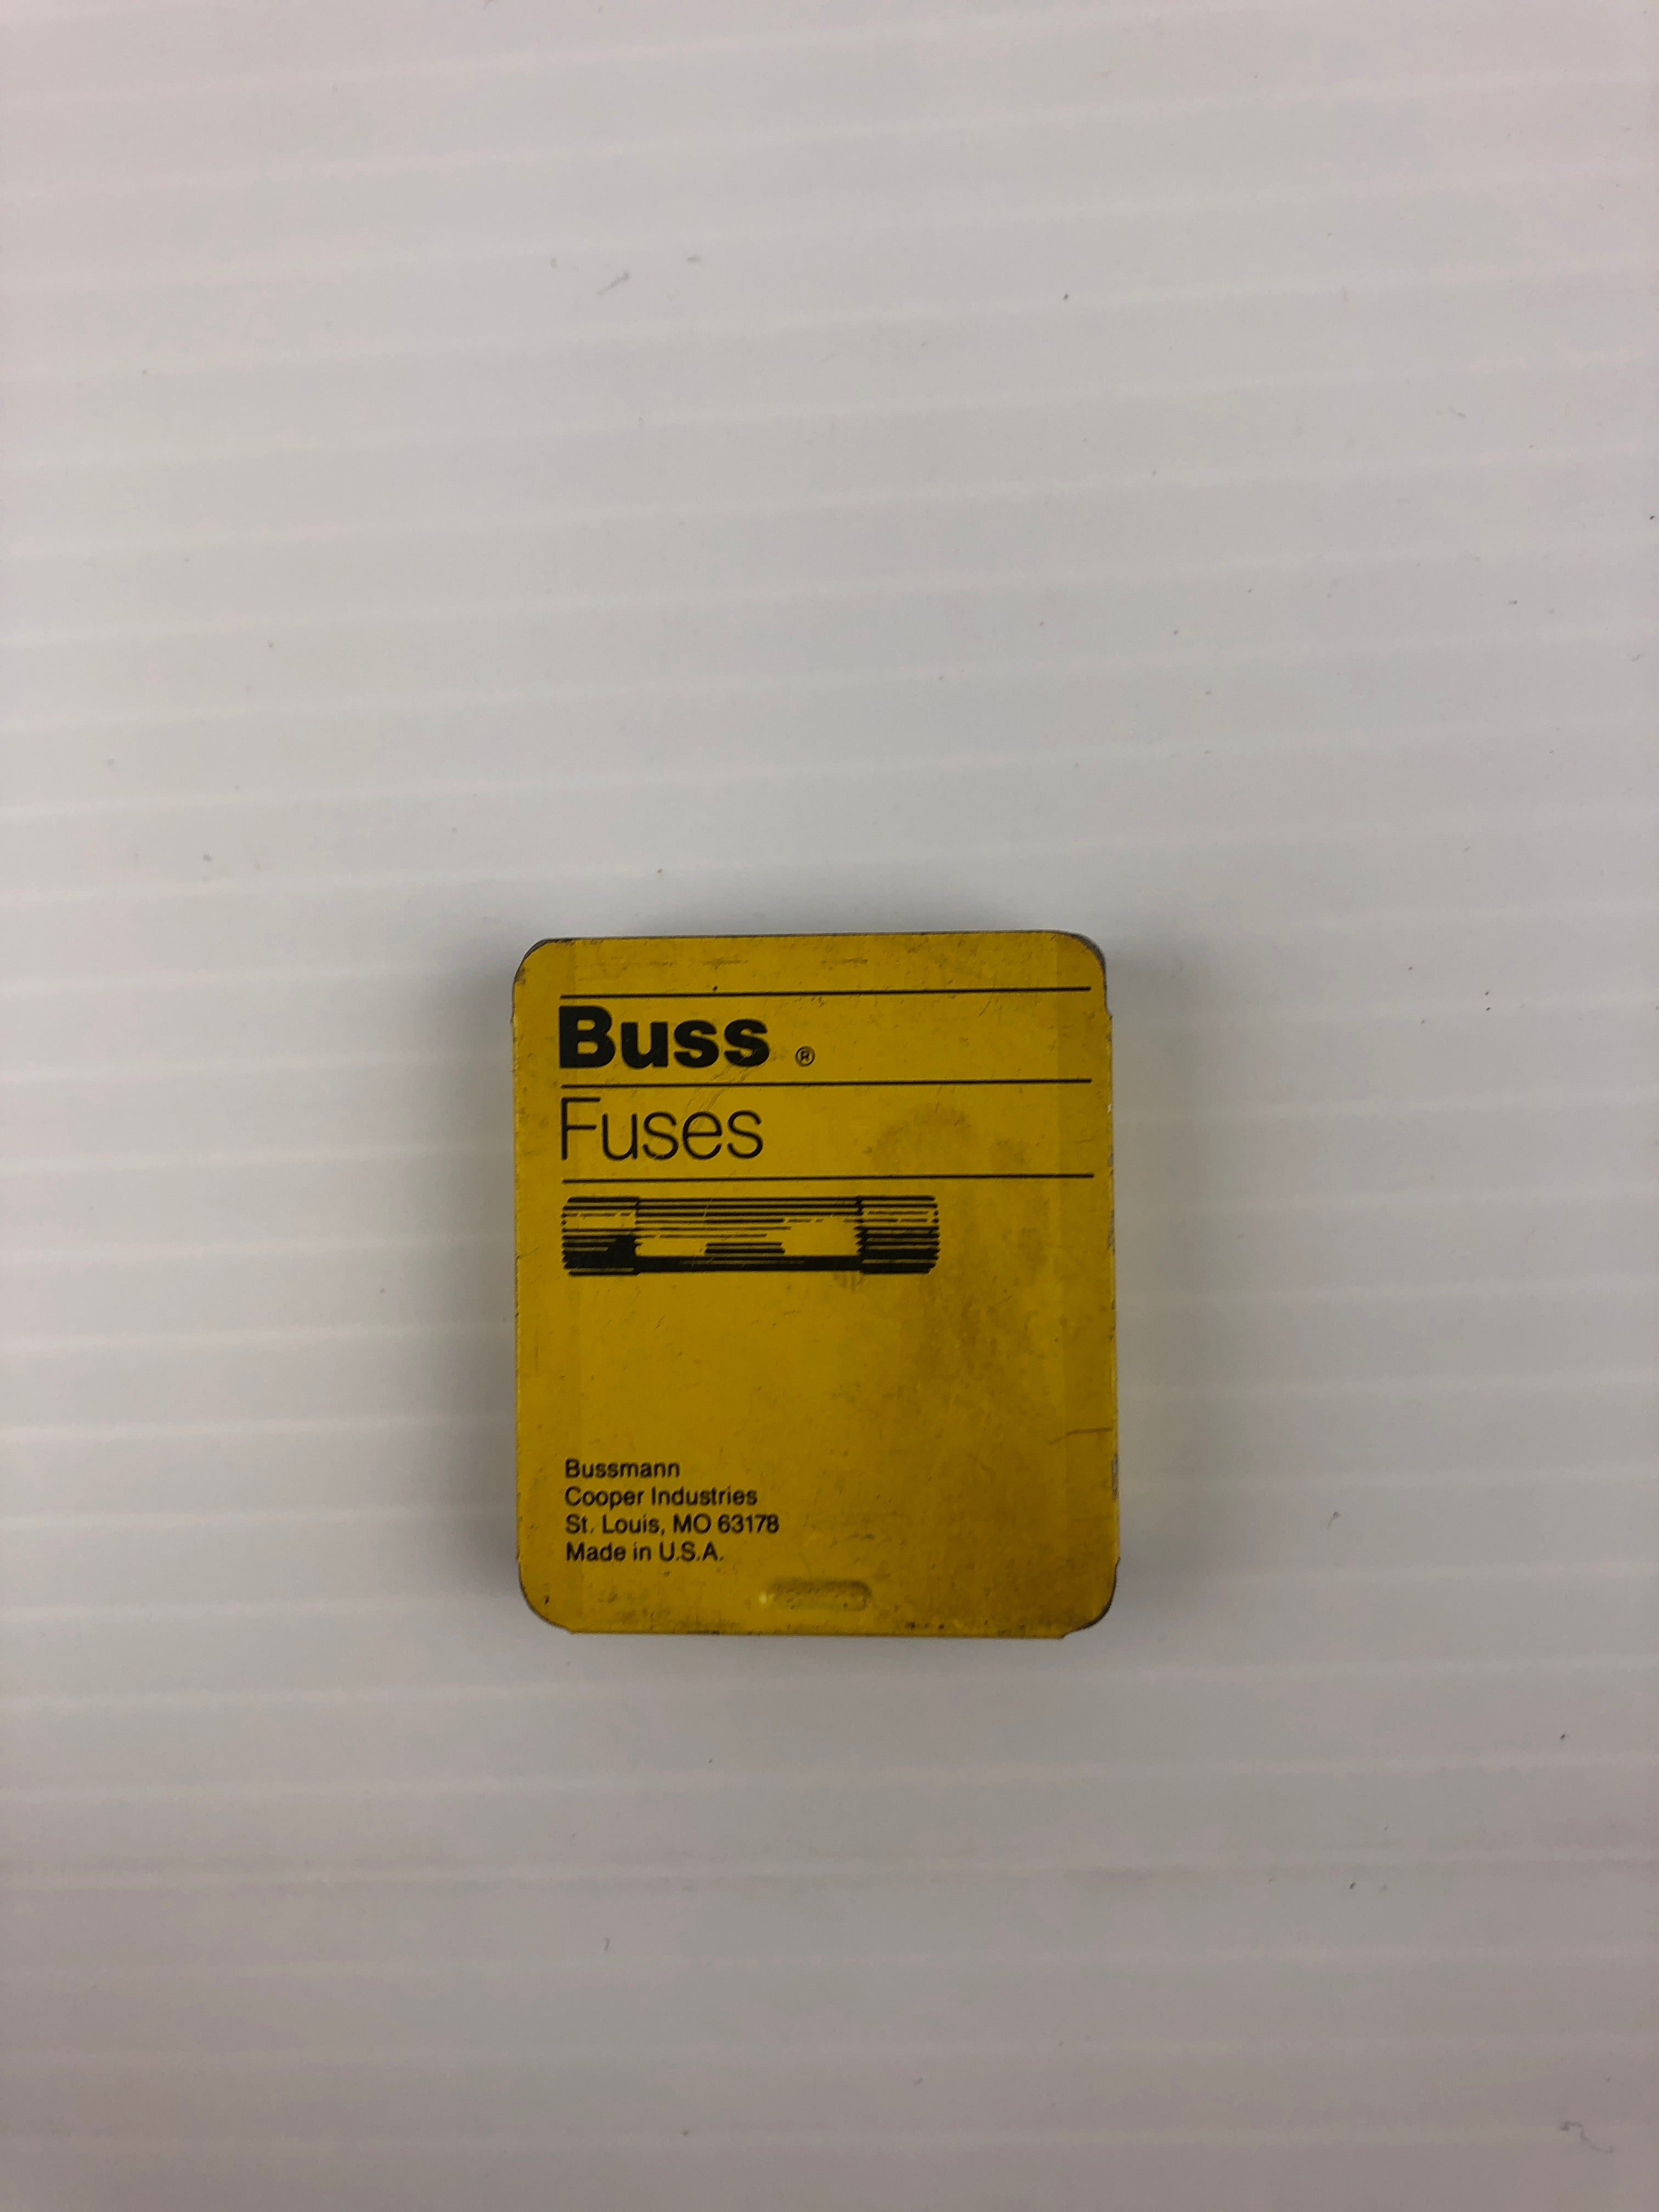 Buss ®
Fuses
Bussmann
Cooper Industries
St. Louis, MO 63178
Made in U.S.A.